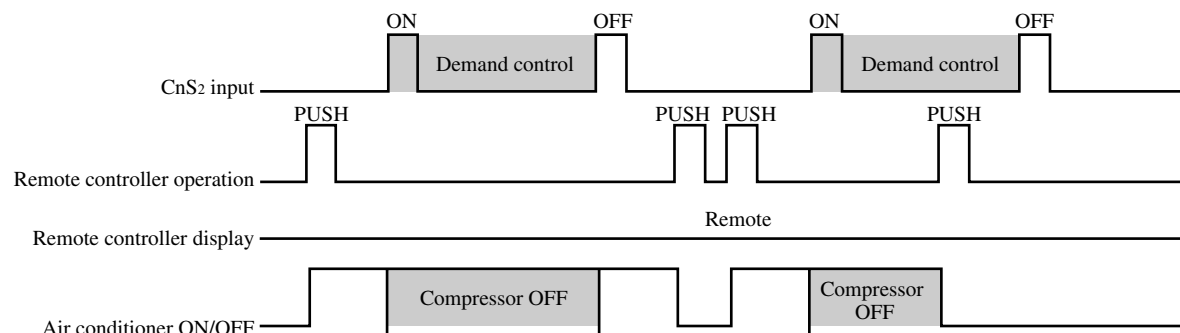 ON OFF ON OFF
Demand control Demand control
CnS2 input
PUSH PUSH PUSH PUSH
Remote controller operation
Remote
Remote controller display
Compressor OFF
Compressor
OFF
Air conditioner ON/OFF